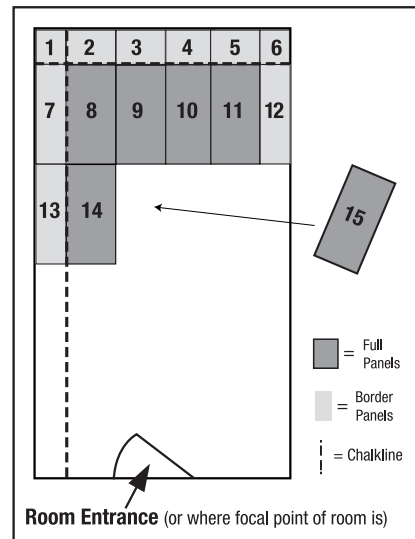 1 2 3 4 5 6
7 8 9 10 11 12
13 14
15
= Full Panels
= Border Panels
= Chalkline
Room Entrance (or where focal point of room is)